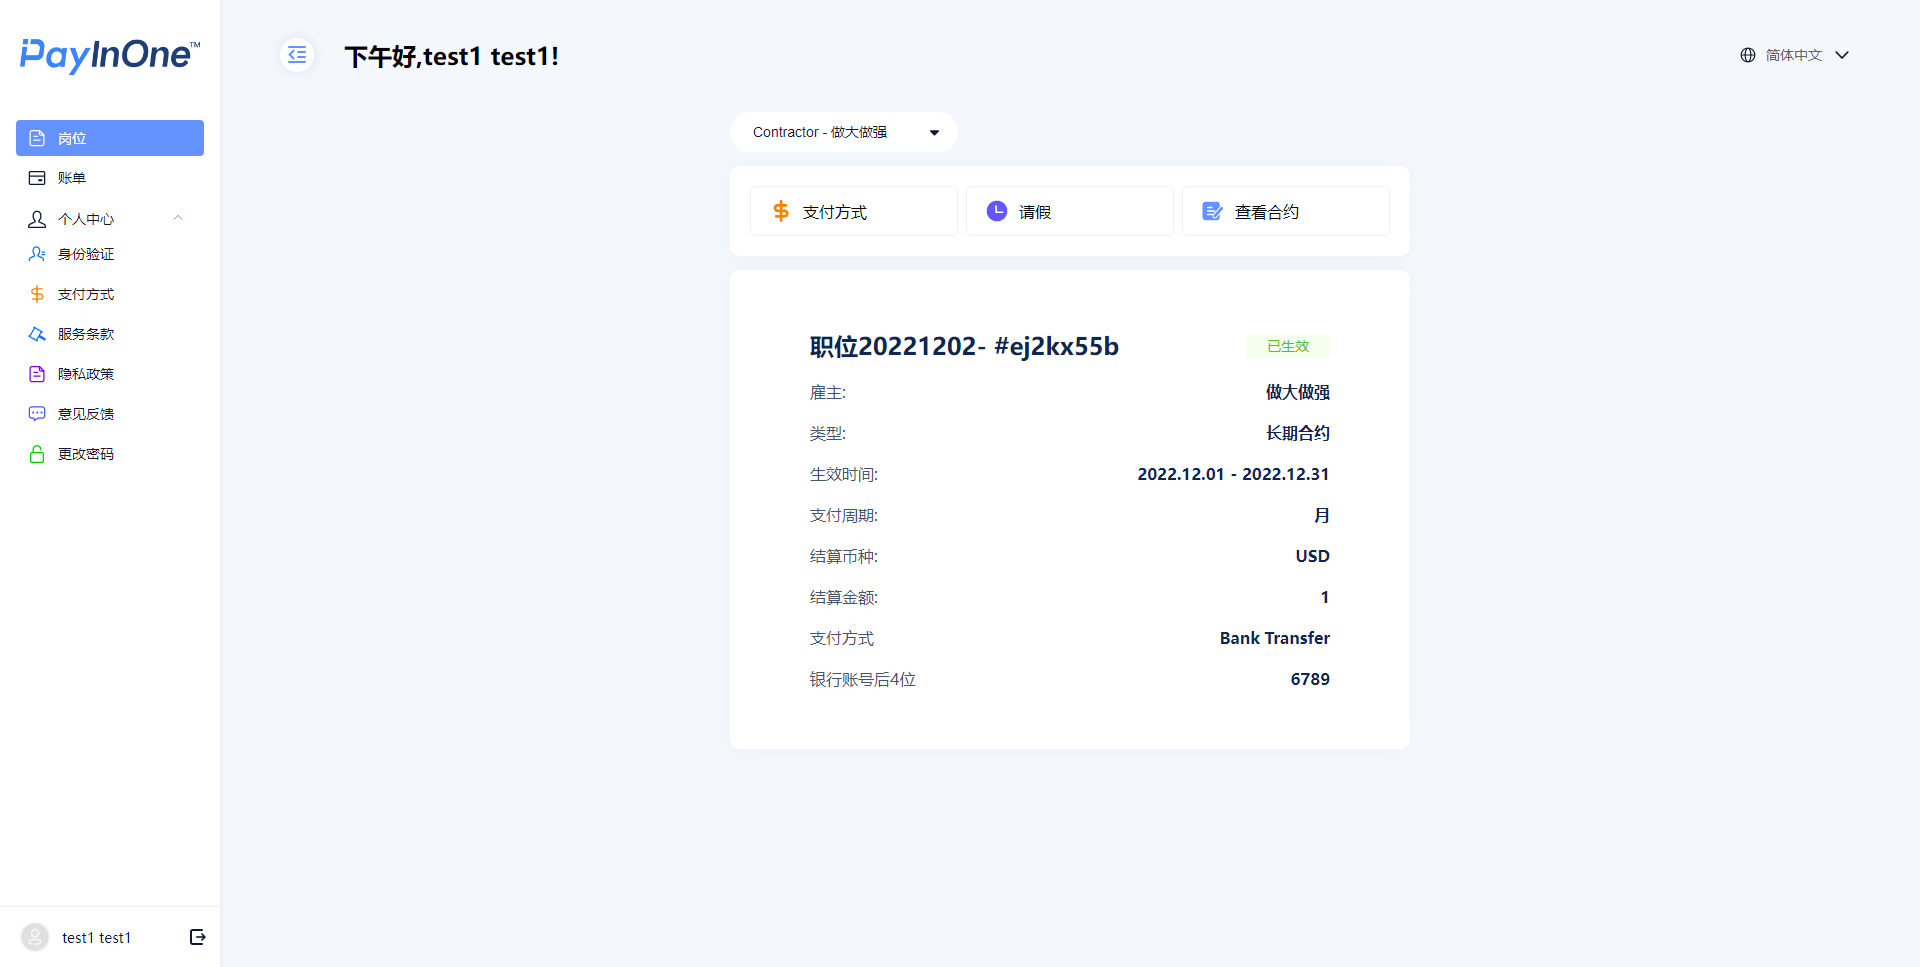 PayInOne™
岗位
账单
个人中心
身份验证
支付方式
服务条款
隐私政策
意见反馈
更改密码
test1 test1
下午好,test1 test1!
简体中文
Contractor - 做大做强
支付方式
请假
查看合约
职位20221202- #ej2kx55b
已生效
雇主:
做大做强
类型:
长期合约
生效时间:
2022.12.01 - 2022.12.31
支付周期:
月
结算币种:
USD
结算金额:
1
支付方式
Bank Transfer
银行账号后4位
6789